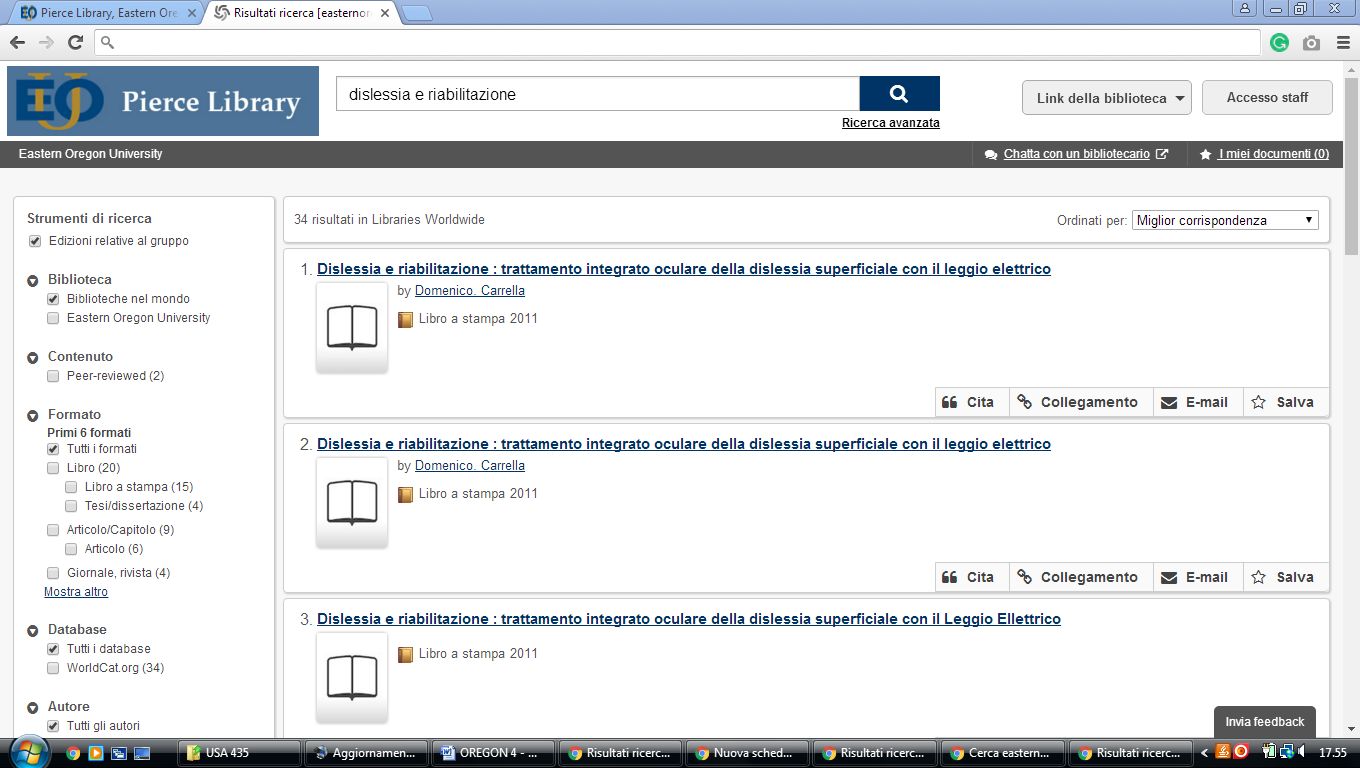 Pierce Library, Eastern Ore
Risultati ricerca [easternor
EOU Pierce Library
dislessia e riabilitazione
Ricerca avanzata
Link della biblioteca
Accesso staff
Eastern Oregon University
Chatta con un bibliotecario
I miei documenti (0)
Strumenti di ricerca
Edizioni relative al gruppo
Biblioteca
Biblioteche nel mondo
Eastern Oregon University
Contenuto
Peer-reviewed (2)
Formato
Primi 6 formati
Tutti i formati
Libro (20)
Libro a stampa (15)
Tesi/dissertazione (4)
Articolo/Capitolo (9)
Articolo (6)
Giornale, rivista (4)
Mostra altro
Database
Tutti i database
WorldCat.org (34)
Autore
Tutti gli autori
34 risultati in Libraries Worldwide
Ordinati per: Miglior corrispondenza
1. Dislessia e riabilitazione : trattamento integrato oculare della dislessia superficiale con il leggio elettrico
by Domenico. Carrella
Libro a stampa 2011
Cita Collegamento E-mail Salva
2. Dislessia e riabilitazione : trattamento integrato oculare della dislessia superficiale con il leggio elettrico
by Domenico. Carrella
Libro a stampa 2011
Cita Collegamento E-mail Salva
3. Dislessia e riabilitazione : trattamento integrato oculare della dislessia superficiale con il Leggio Ellettrico
Libro a stampa 2011
Invia feedback
USA 435
Aggiornamen...
OREGON 4 - ...
Risultati ricerc...
Nuova sched...
Risultati ricerc...
Cerca eastern...
Risultati ricerc...
17.55